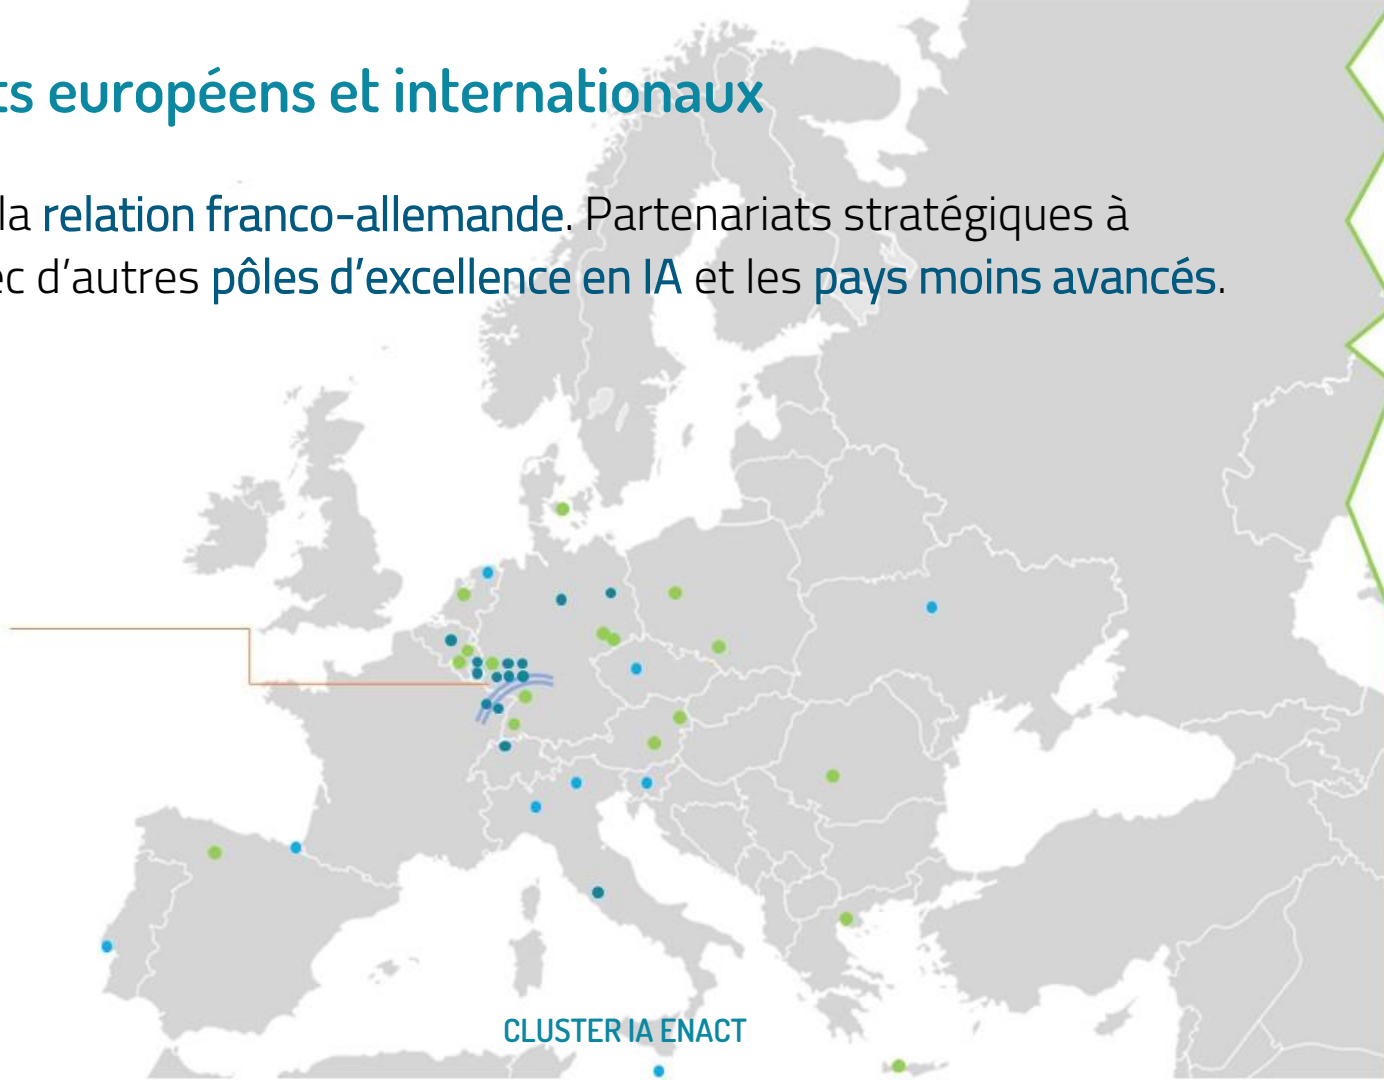 ts européens et internationaux
la relation franco-allemande. Partenariats stratégiques à
ec d’autres pôles d’excellence en IA et les pays moins avancés.
CLUSTER IA ENACT